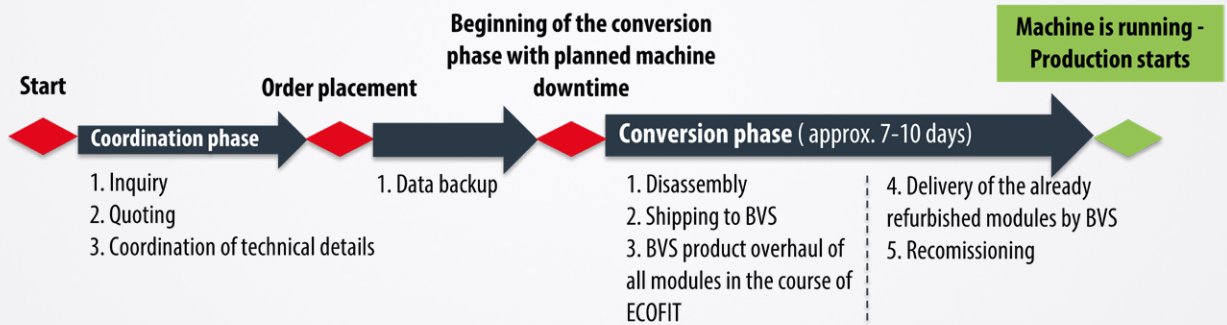 Start
Order placement
Beginning of the conversion
phase with planned machine
downtime
Machine is running -
Production starts
Coordination phase
Conversion phase ( approx. 7-10 days)
1. Inquiry
2. Quoting
3. Coordination of technical details
1. Data backup
1. Disassembly
2. Shipping to BVS
3. BVS product overhaul of
all modules in the course of
ECOFIT
4. Delivery of the already
refurbished modules by BVS
5. Recomissioning